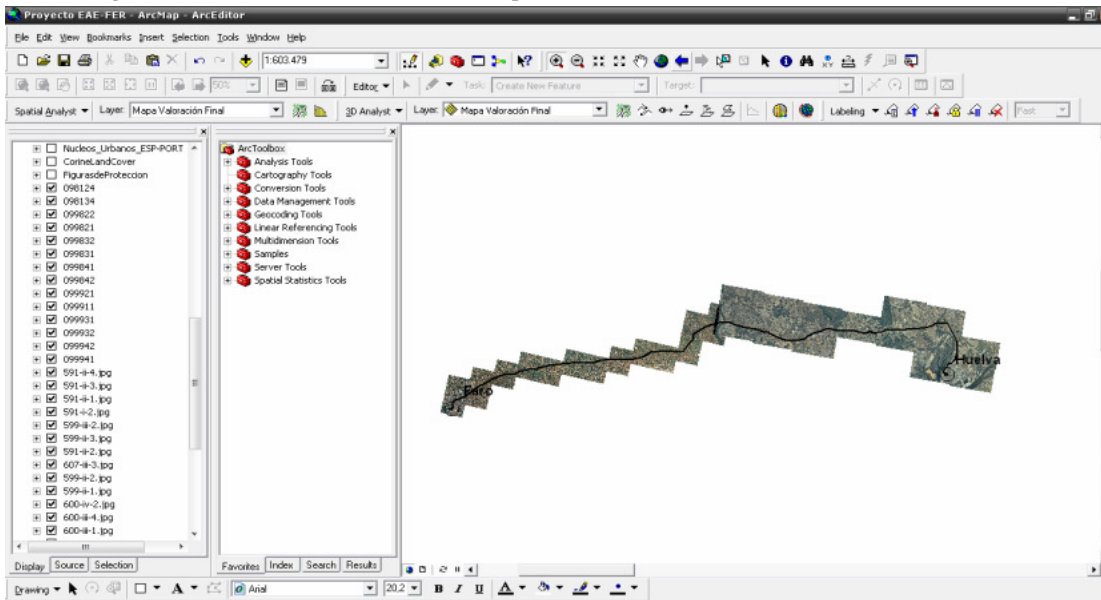 Proyecto EAE-FER - ArcMap - ArcEditor
File Edit View Bookmarks Insert Selection Tools Window Help
1:603.479
50% Editor Task: Create New Feature Target:
Spatial Analyst Layer: Mapa Valoración Final 3D Analyst Layer: Mapa Valoración Final Labeling Fast
Nucleos_Urbanos_ESP-PORT
CorineLandCover
FigurasdeProteccion
098124
098134
099822
099821
099832
099831
099841
099842
099921
099911
099931
099932
099942
099941
591-ii-4.jpg
591-ii-3.jpg
591-ii-1.jpg
591-i-2.jpg
599-iii-2.jpg
599-ii-3.jpg
591-ii-2.jpg
607-iii-3.jpg
599-ii-2.jpg
599-ii-1.jpg
600-iv-2.jpg
600-iii-4.jpg
600-iii-1.jpg
Display Source Selection
ArcToolbox
Analysis Tools
Cartography Tools
Conversion Tools
Data Management Tools
Geocoding Tools
Linear Referencing Tools
Multidimension Tools
Samples
Server Tools
Spatial Statistics Tools
Favorites Index Search Results
Faro
Huelva
Drawing A Arial 20,2 B I U A